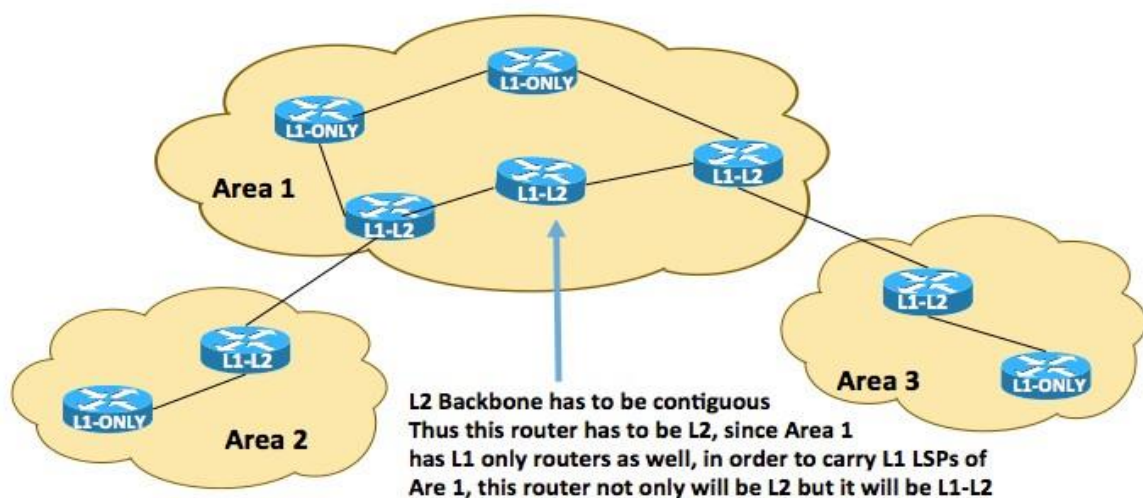 L1-ONLY
L1-ONLY
Area 1
L1-L2
L1-L2
L1-L2
L1-L2
L1-L2
L1-ONLY
Area 2
Area 3
L1-ONLY
L2 Backbone has to be contiguous
Thus this router has to be L2, since Area 1
has L1 only routers as well, in order to carry L1 LSPs of
Are 1, this router not only will be L2 but it will be L1-L2